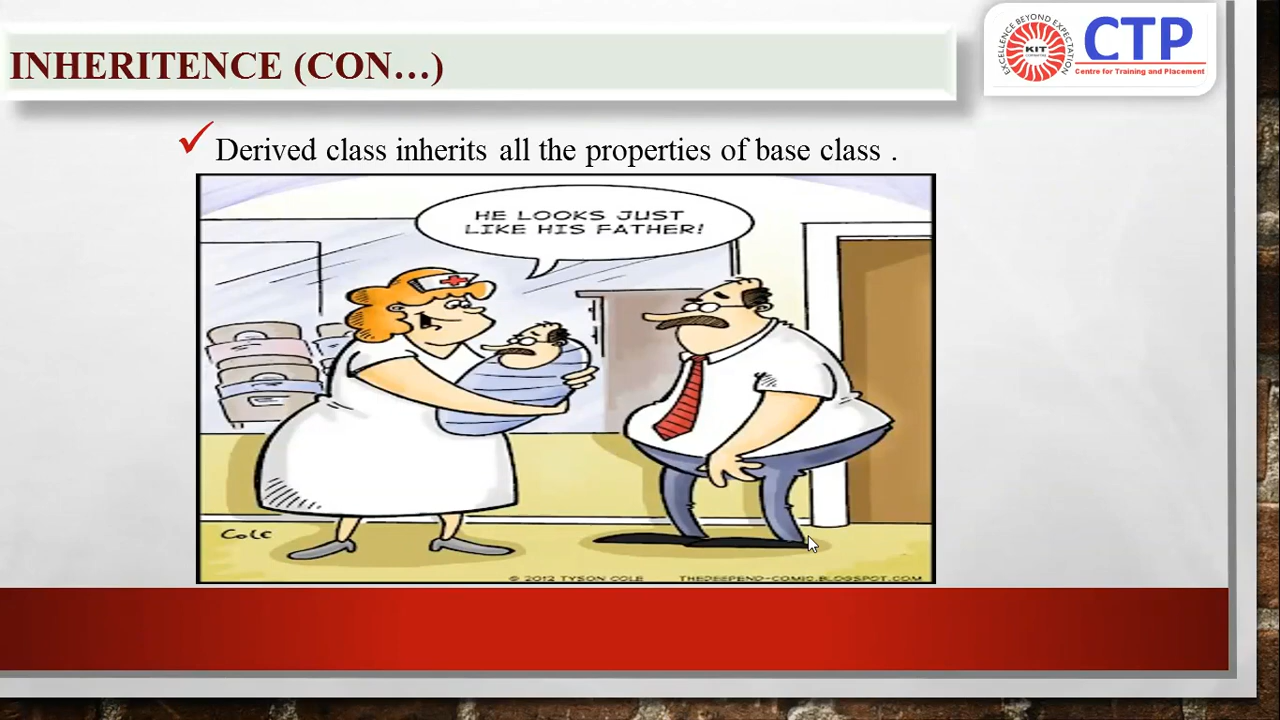 INHERITENCE (CON…)
EXCELLENCE BEYOND EXPECTATION
KIT
CTP
Centre for Training and Placement
✓Derived class inherits all the properties of base class .
HE LOOKS JUST
LIKE HIS FATHER!
Cole
© 2012 TYSON COLE THEDEEPEND-COMIC.BLOGSPOT.COM